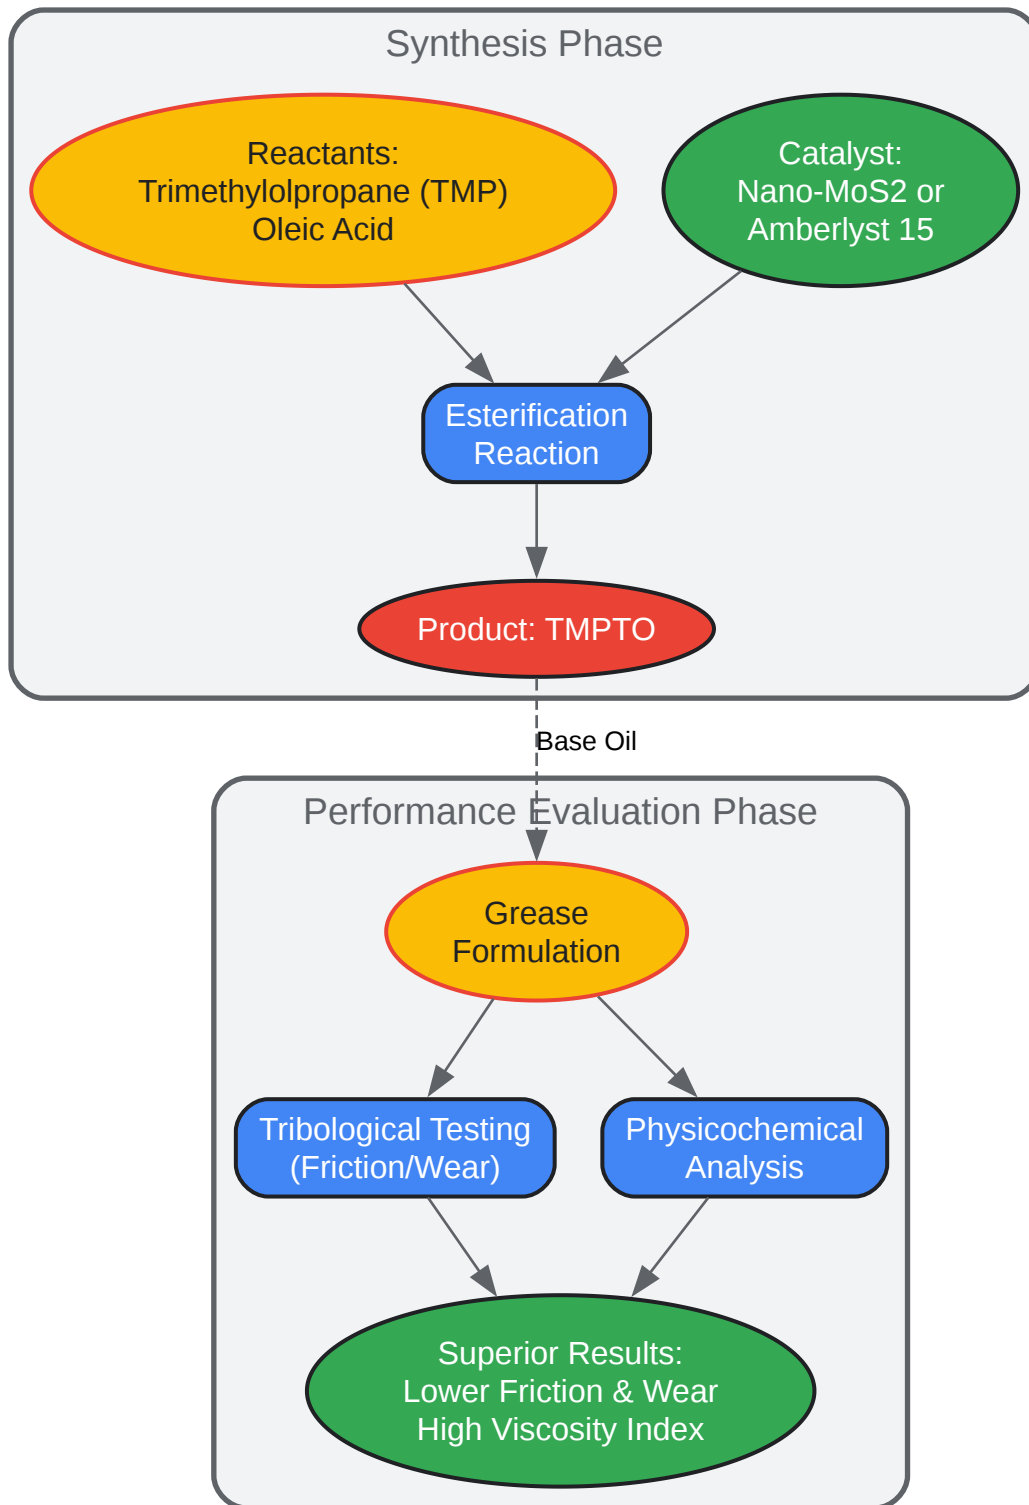 Synthesis Phase
Reactants:
Trimethylolpropane (TMP)
Oleic Acid
Catalyst:
Nano-MoS2 or
Amberlyst 15
Esterification
Reaction
Product: TMPTO
Base Oil
Performance Evaluation Phase
Grease
Formulation
Tribological Testing
(Friction/Wear)
Physicochemical
Analysis
Superior Results:
Lower Friction & Wear
High Viscosity Index